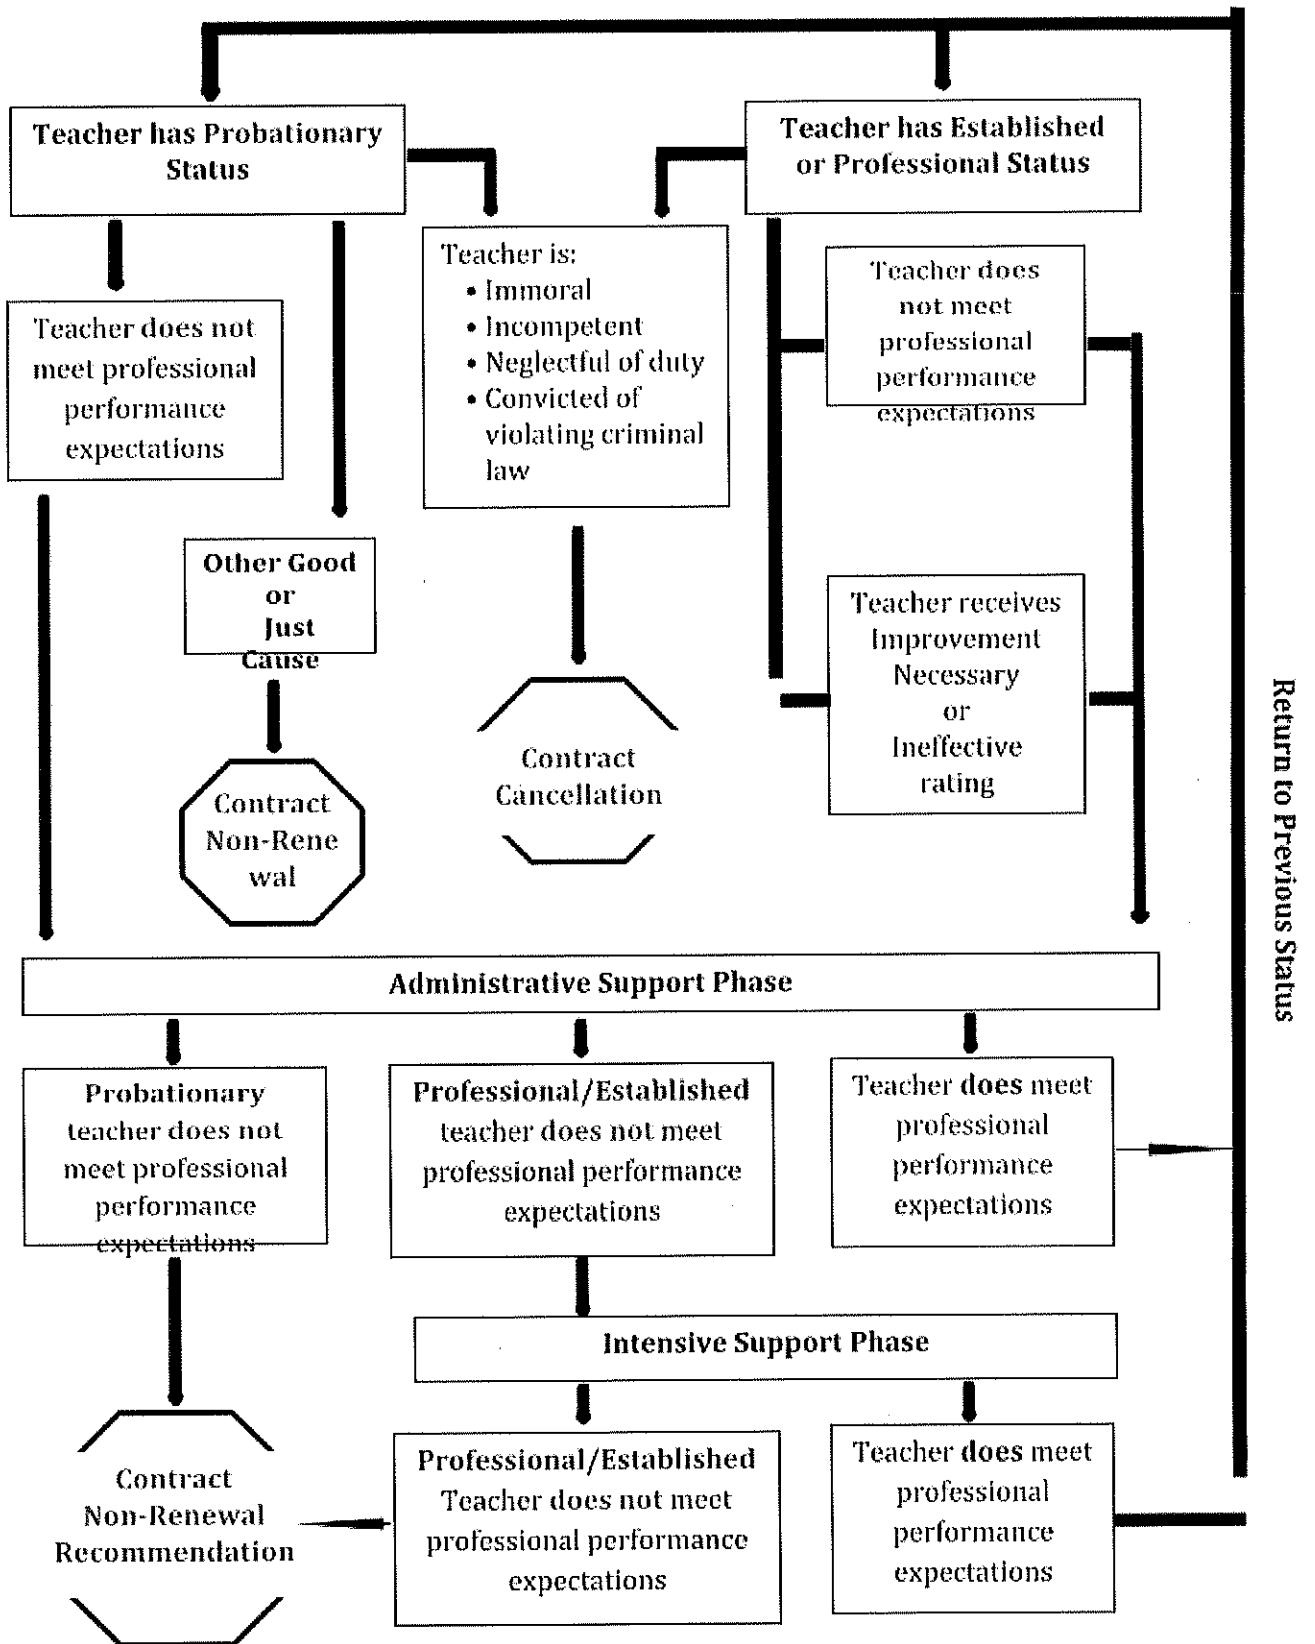 Teacher has Probationary
Status
Teacher has Established
or Professional Status
Teacher is:
• Immoral
• Incompetent
• Neglectful of duty
• Convicted of
violating criminal
law
Teacher does
not meet
professional
performance
expectations
Teacher does not
meet professional
performance
expectations
Other Good
or
Just
Cause
Teacher receives
Improvement
Necessary
or
Ineffective
rating
Contract
Non-Rene
wal
Contract
Cancellation
Return to Previous Status
Administrative Support Phase
Probationary
teacher does not
meet professional
performance
expectations
Professional/Established
teacher does not meet
professional performance
expectations
Teacher does meet
professional
performance
expectations
Intensive Support Phase
Contract
Non-Renewal
Recommendation
Professional/Established
Teacher does not meet
professional performance
expectations
Teacher does meet
professional
performance
expectations